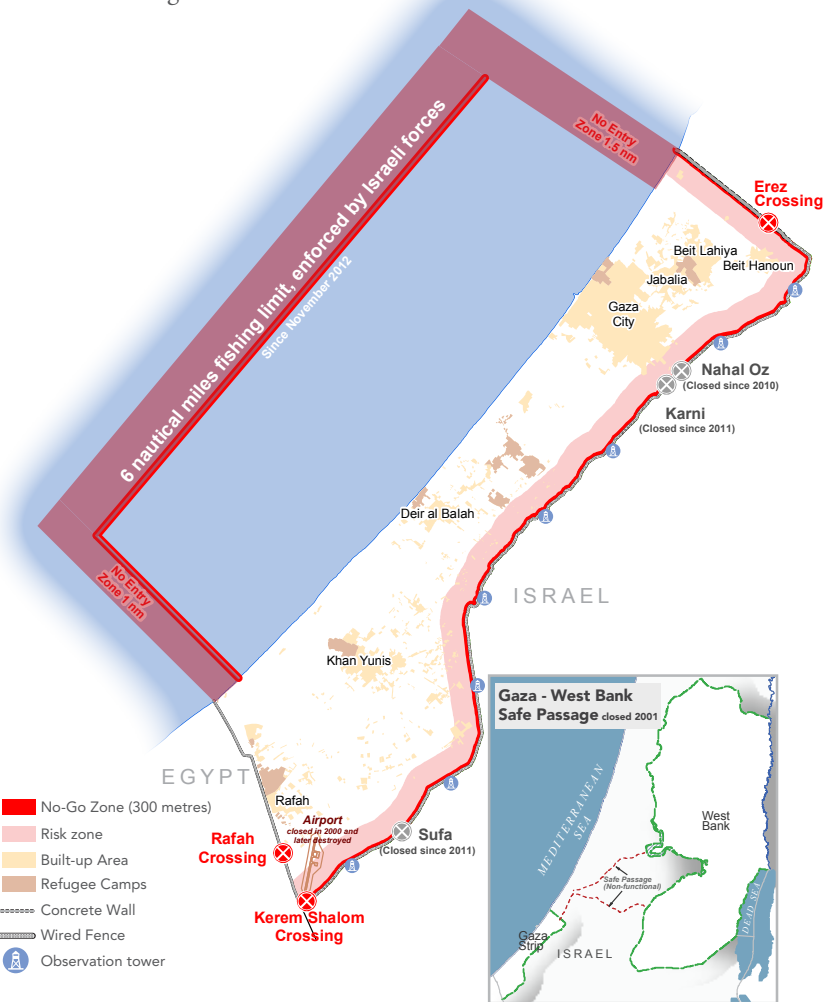 No Entry
Zone 1.5 nm
6 nautical miles fishing limit, enforced by Israeli forces
Since November 2012
Erez
Crossing
Beit Lahiya
Beit Hanoun
Jabalia
Gaza
City
Nahal Oz
(Closed since 2010)
Karni
(Closed since 2011)
Deir al Balah
No Entry
Zone 1 nm
ISRAEL
Khan Yunis
EGYPT
Rafah
Airport
closed in 2000 and
later destroyed
Sufa
(Closed since 2011)
Rafah
Crossing
Kerem Shalom
Crossing
No-Go Zone (300 metres)
Risk zone
Built-up Area
Refugee Camps
Concrete Wall
Wired Fence
Observation tower
Gaza - West Bank
Safe Passage closed 2001
MEDITERRANEAN
SEA
West
Bank
Safe Passage
(Non-functional)
Gaza
Strip
ISRAEL
DEAD SEA